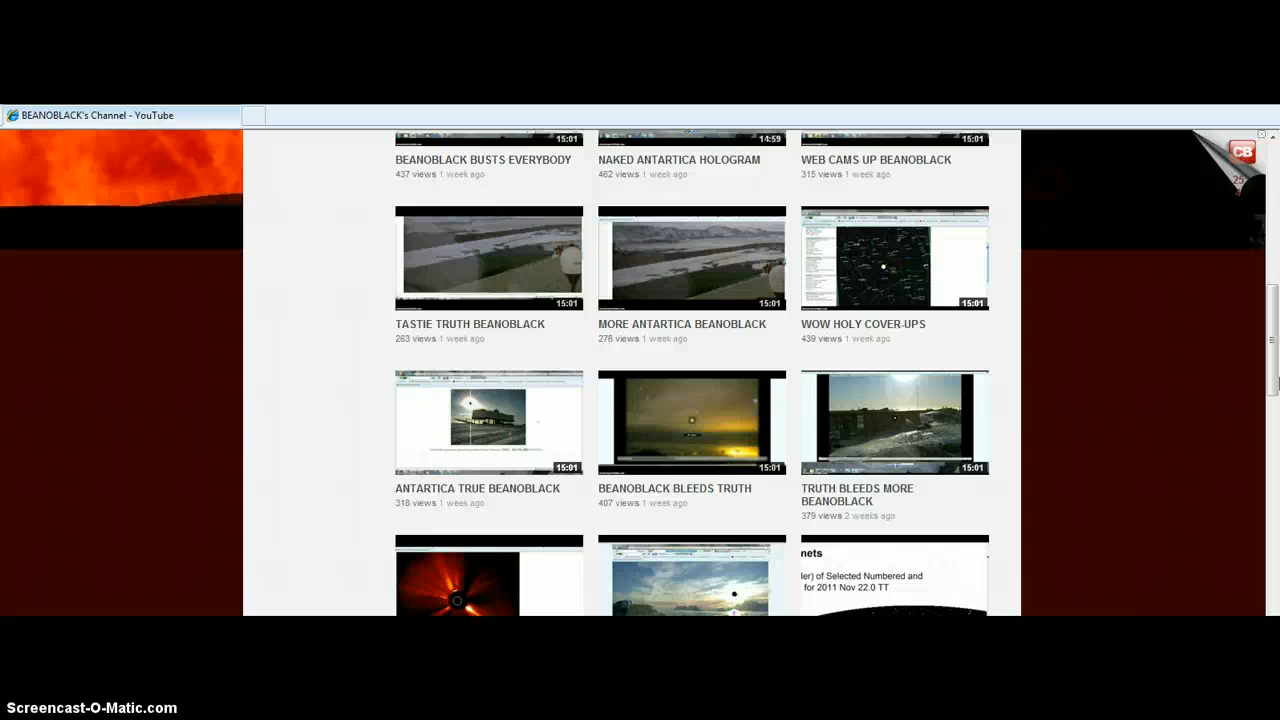 BEANOBLACK's Channel - YouTube
CB
25
15:01
14:59
15:01
BEANOBLACK BUSTS EVERYBODY
NAKED ANTARTICA HOLOGRAM
WEB CAMS UP BEANOBLACK
437 views 1 week ago
462 views 1 week ago
315 views 1 week ago
15:01
15:01
15:01
TASTIE TRUTH BEANOBLACK
MORE ANTARTICA BEANOBLACK
WOW HOLY COVER-UPS
263 views 1 week ago
276 views 1 week ago
439 views 1 week ago
15:01
15:01
15:01
ANTARTICA TRUE BEANOBLACK
BEANOBLACK BLEEDS TRUTH
TRUTH BLEEDS MORE
BEANOBLACK
318 views 1 week ago
407 views 1 week ago
379 views 2 weeks ago
nets
ler) of Selected Numbered and
for 2011 Nov 22.0 TT
Screencast-O-Matic.com